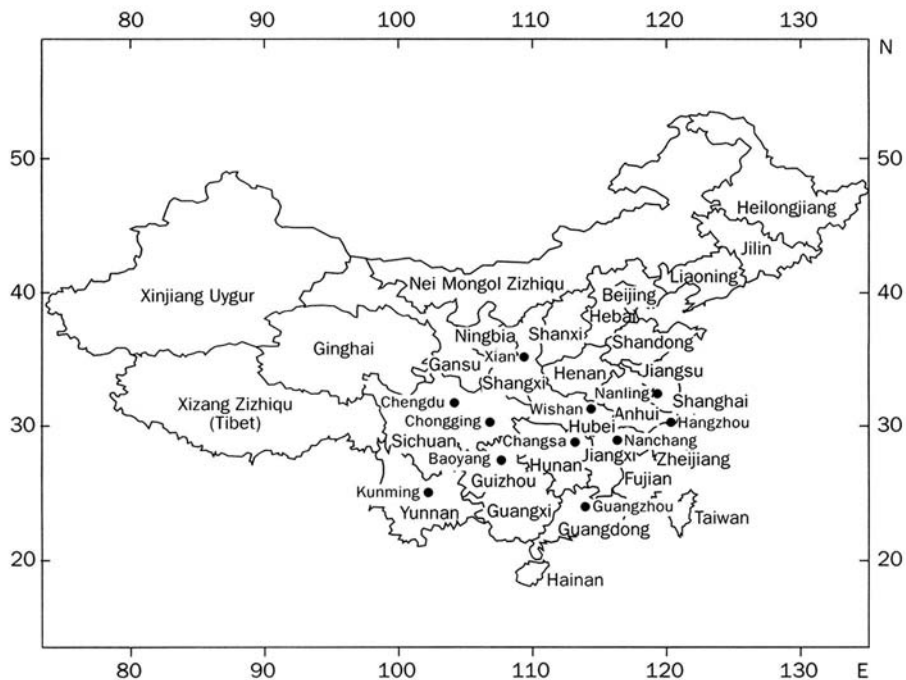 80 90 100 110 120 130
N
50 50
Heilongjiang
Jilin
Liaoning
Nei Mongol Zizhiqu
40 40
Beijing
Xinjiang Uygur
Hebai
Ningbia
Shanxi
Shandong
Ginghai
Xian
Gansu
Henan
Jiangsu
Shangxi
Nanling
Shanghai
Chengdu
Xizang Zizhiqu
(Tibet)
Wishan
Anhui
30 30
Chongging
Hubei
Hangzhou
Sichuan
Changsa
Nanchang
Jiangxi
Zheijiang
Baoyang
Hunan
Guizhou
Fujian
Kunming
Yunnan
Guangxi
Guangzhou
Taiwan
Guangdong
20 20
Hainan
80 90 100 110 120 130 E